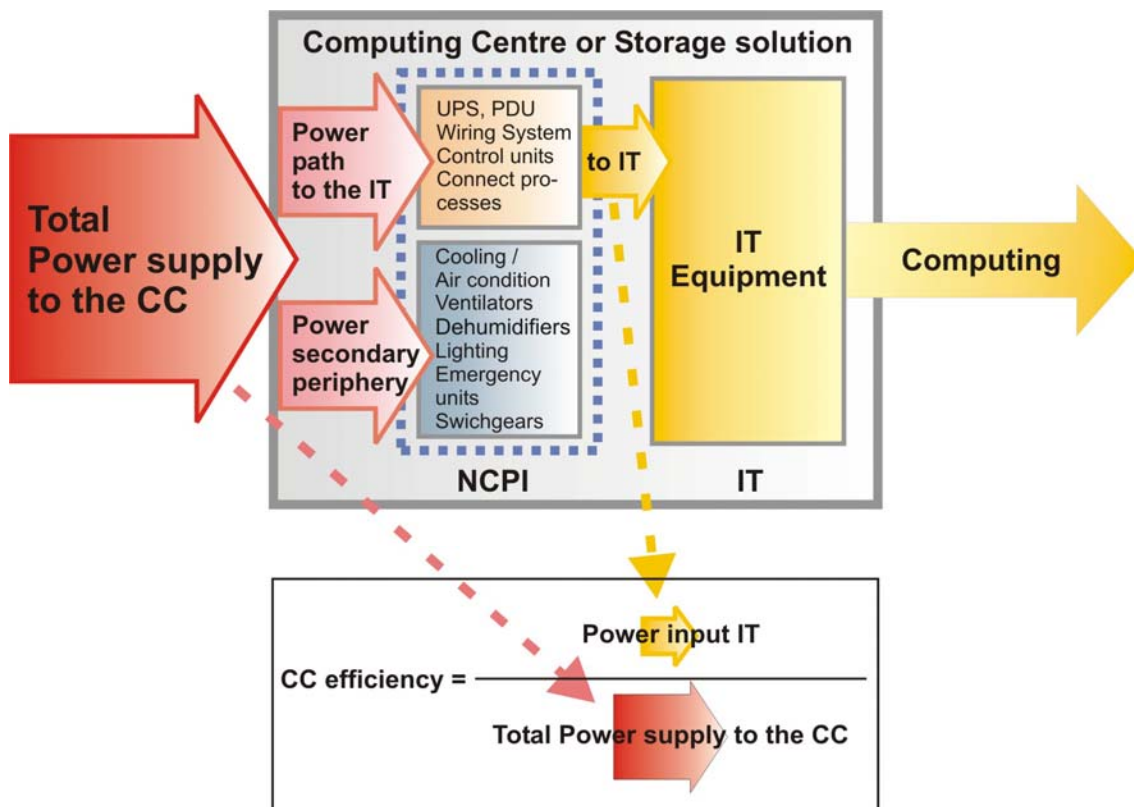 Computing Centre or Storage solution
Total
Power supply
to the CC
Power
path
to the IT
UPS, PDU
Wiring System
Control units
Connect pro-
cesses
to IT
Power
secondary
periphery
Cooling /
Air condition
Ventilators
Dehumidifiers
Lighting
Emergency
units
Swichgears
IT
Equipment
Computing
NCPI
IT
Power input IT
CC efficiency =
Total Power supply to the CC